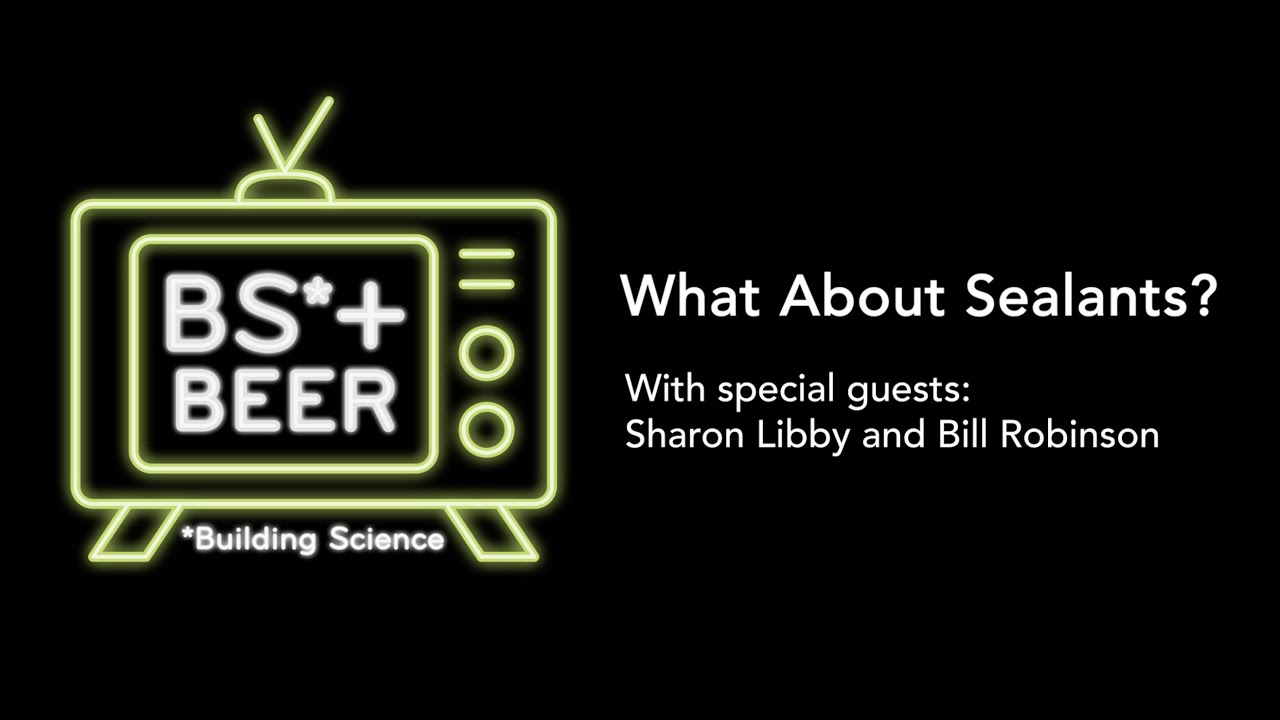 BS*+
BEER
*Building Science
What About Sealants?
With special guests:
Sharon Libby and Bill Robinson